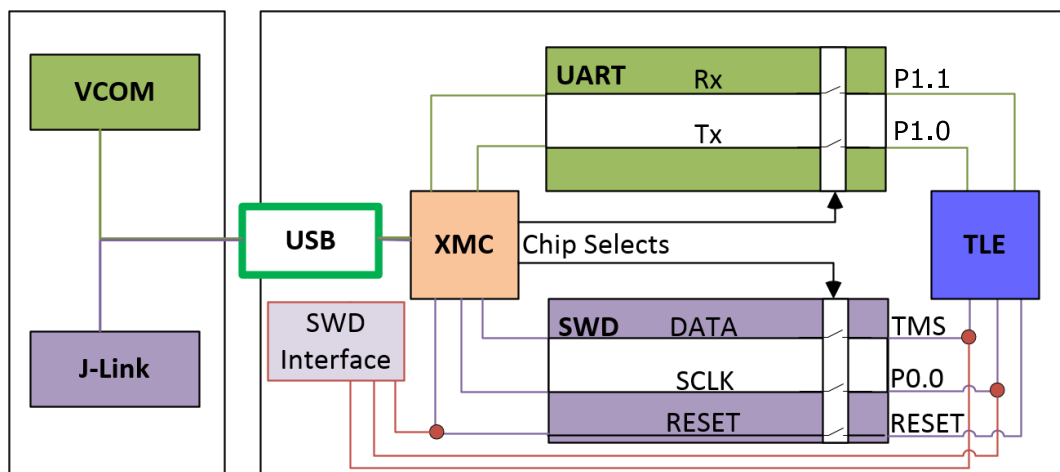 VCOM
J-Link
USB
XMC
UART
Rx
Tx
P1.1
P1.0
Chip Selects
TLE
SWD
Interface
SWD
DATA
SCLK
RESET
TMS
P0.0
RESET